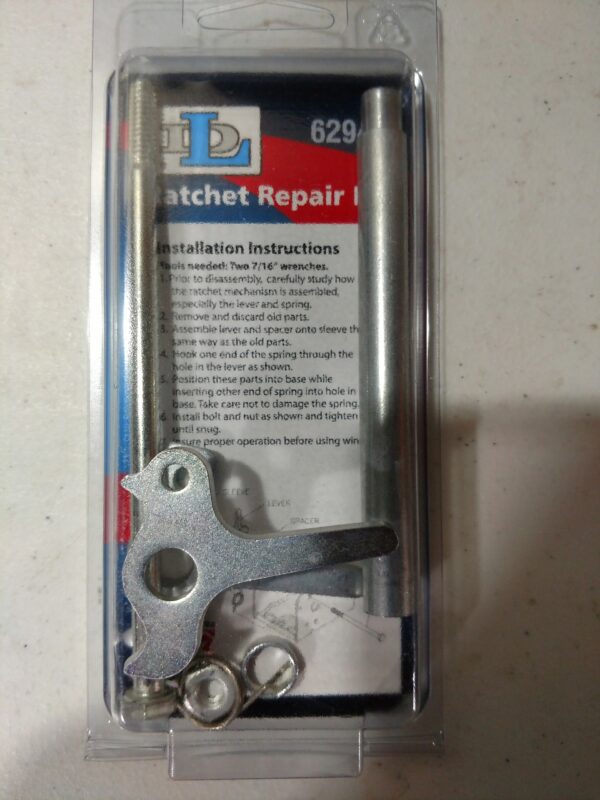 DL
629
Ratchet Repair
Installation Instructions
Tools needed: Two 7/16" wrenches.
1. Prior to disassembly, carefully study how
the ratchet mechanism is assembled,
especially the lever and spring.
2. Remove and discard old parts.
3. Assemble lever and spacer onto sleeve th
same way as the old parts.
4. Hook one end of the spring through the
hole in the lever as shown.
5. Position these parts into base while
inserting other end of spring into hole in
base. Take care not to damage the spring.
6. Install bolt and nut as shown and tighten
until snug.
7. Insure proper operation before using win
SLEEVE
LEVER
SPACER